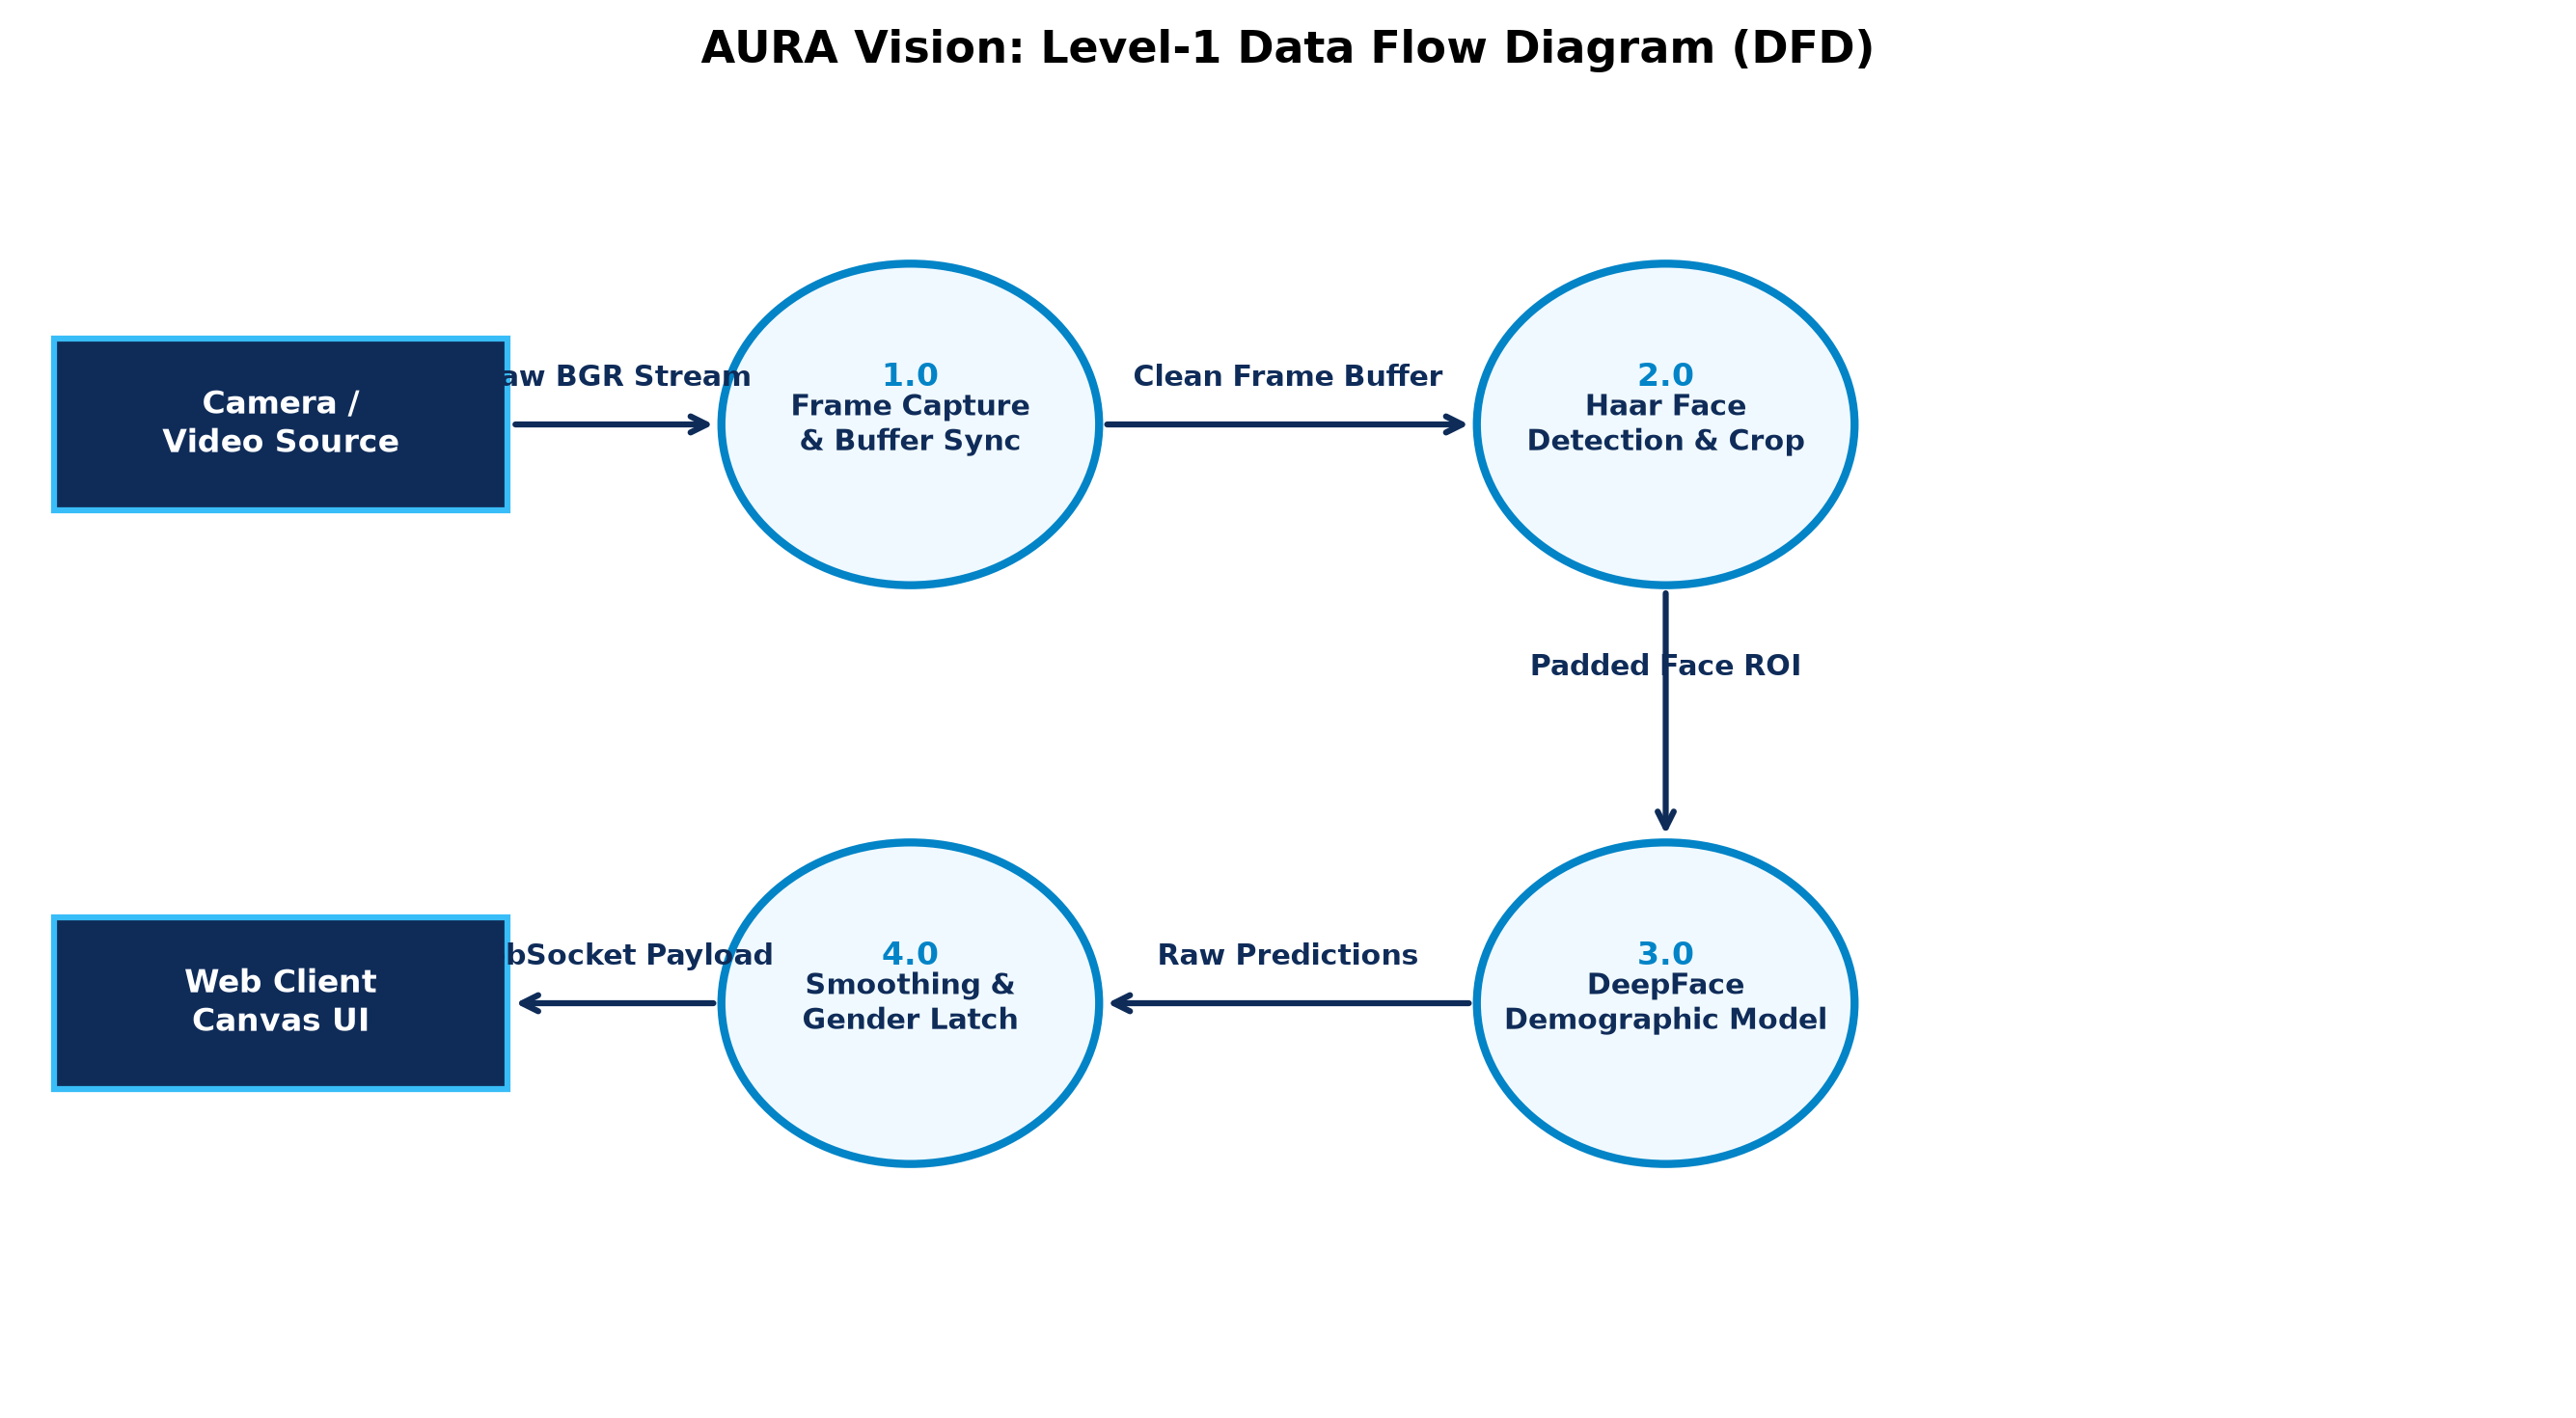 AURA Vision: Level-1 Data Flow Diagram (DFD)
Camera /
Video Source
aw BGR Stream
1.0
Frame Capture
& Buffer Sync
Clean Frame Buffer
2.0
Haar Face
Detection & Crop
Padded Face ROI
Web Client
Canvas UI
bSocket Payload
4.0
Smoothing &
Gender Latch
Raw Predictions
3.0
DeepFace
Demographic Model